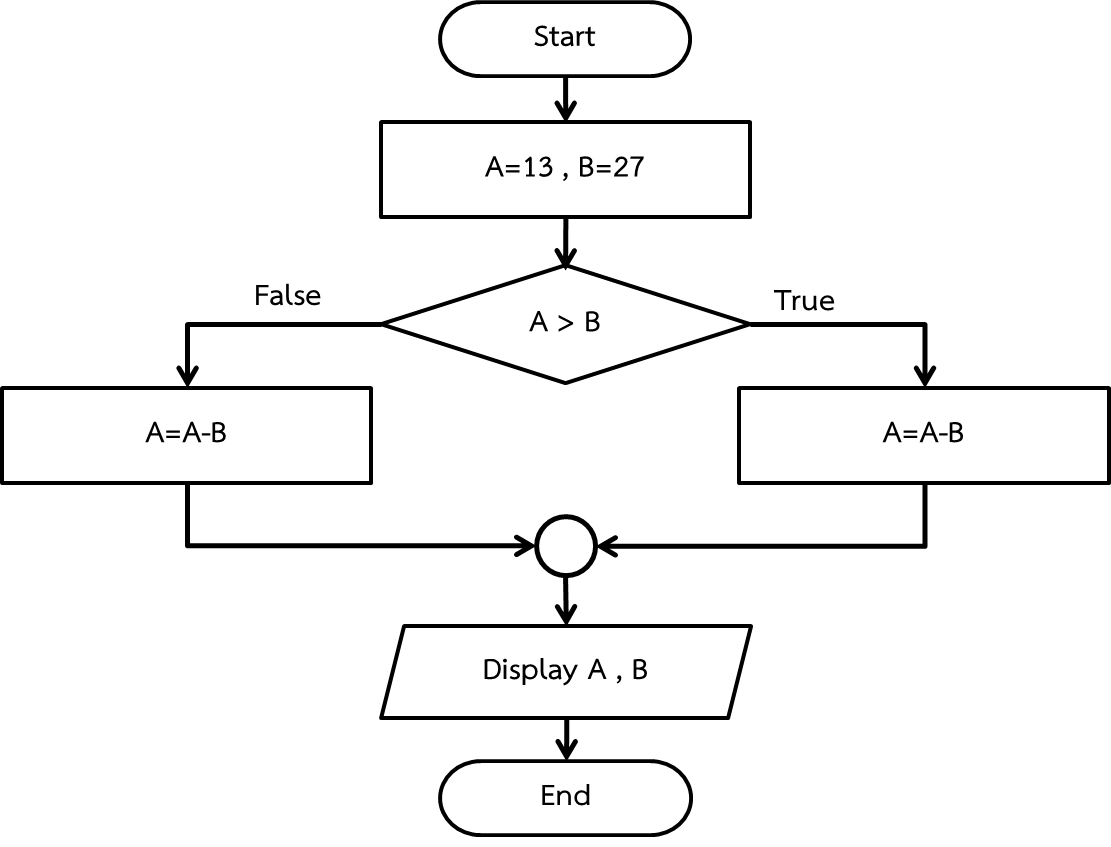 Start
A=13 , B=27
False
True
A > B
A=A-B
A=A-B
Display A , B
End